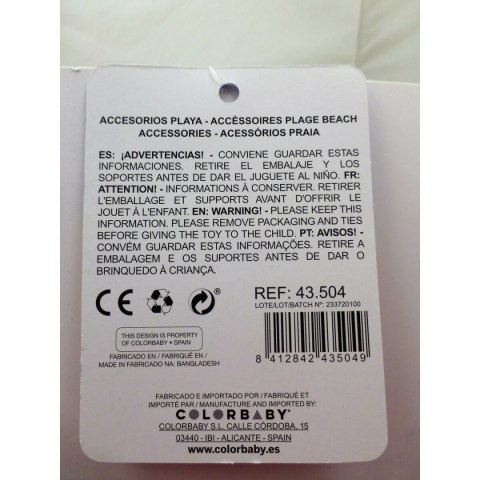 ACCESORIOS PLAYA - ACCÈSSOIRES PLAGE BEACH
ACCESSORIES - ACESSÓRIOS PRAIA
ES: ¡ADVERTENCIAS! - CONVIENE GUARDAR ESTAS
INFORMACIONES. RETIRE EL EMBALAJE Y LOS
SOPORTES ANTES DE DAR EL JUGUETE AL NIÑO. FR:
ATTENTION! - INFORMATIONS À CONSERVER. RETIRER
L'EMBALLAGE ET SUPPORTS AVANT D'OFFRIR LE
JOUET À L'ENFANT. EN: WARNING! - PLEASE KEEP THIS
INFORMATION. PLEASE REMOVE PACKAGING AND TIES
BEFORE GIVING THE TOY TO THE CHILD. PT: AVISOS! -
CONVÉM GUARDAR ESTAS INFORMAÇÕES. RETIRE A
EMBALAGEM E OS SUPORTES ANTES DE DAR O
BRINQUEDO À CRIANÇA.
CE
REF: 43.504
LOTE/LOT/BATCH Nº: 233720100
8 412842 435049
THIS DESIGN IS PROPERTY
OF COLORBABY • SPAIN
FABRICADO EN / FABRIQUÉ EN /
MADE IN FABRICADO NA: BANGLADESH
FABRICADO E IMPORTADO POR / FABRIQUÉ ET
IMPORTÉ PAR / MANUFACTURE AND IMPORTED BY:
COLORBABY®
COLORBABY S.L. CALLE CÓRDOBA, 15
03440 - IBI - ALICANTE - SPAIN
www.colorbaby.es